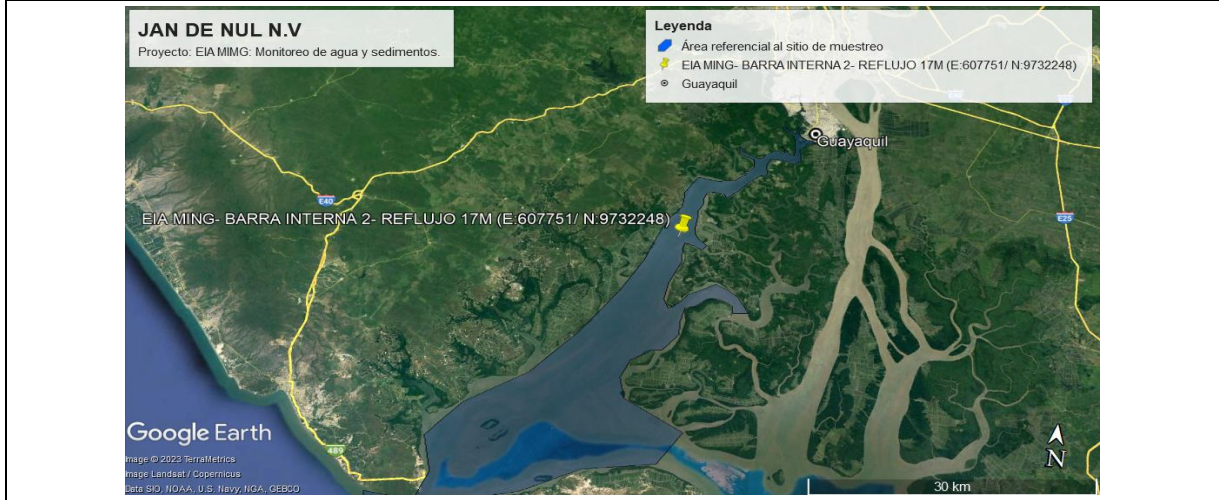 JAN DE NUL N.V
Proyecto: EIA MIMG: Monitoreo de agua y sedimentos.
Leyenda
Área referencial al sitio de muestreo
EIA MING- BARRA INTERNA 2- REFLUJO 17M (E:607751/ N:9732248)
Guayaquil
Guayaquil
E40
EIA MING- BARRA INTERNA 2- REFLUJO 17M (E:607751/ N:9732248)
E25
Google Earth
489
Image © 2023 TerraMetrics
Image Landsat / Copernicus
Data SIO, NOAA, U.S. Navy, NGA, GEBCO
N
30 km